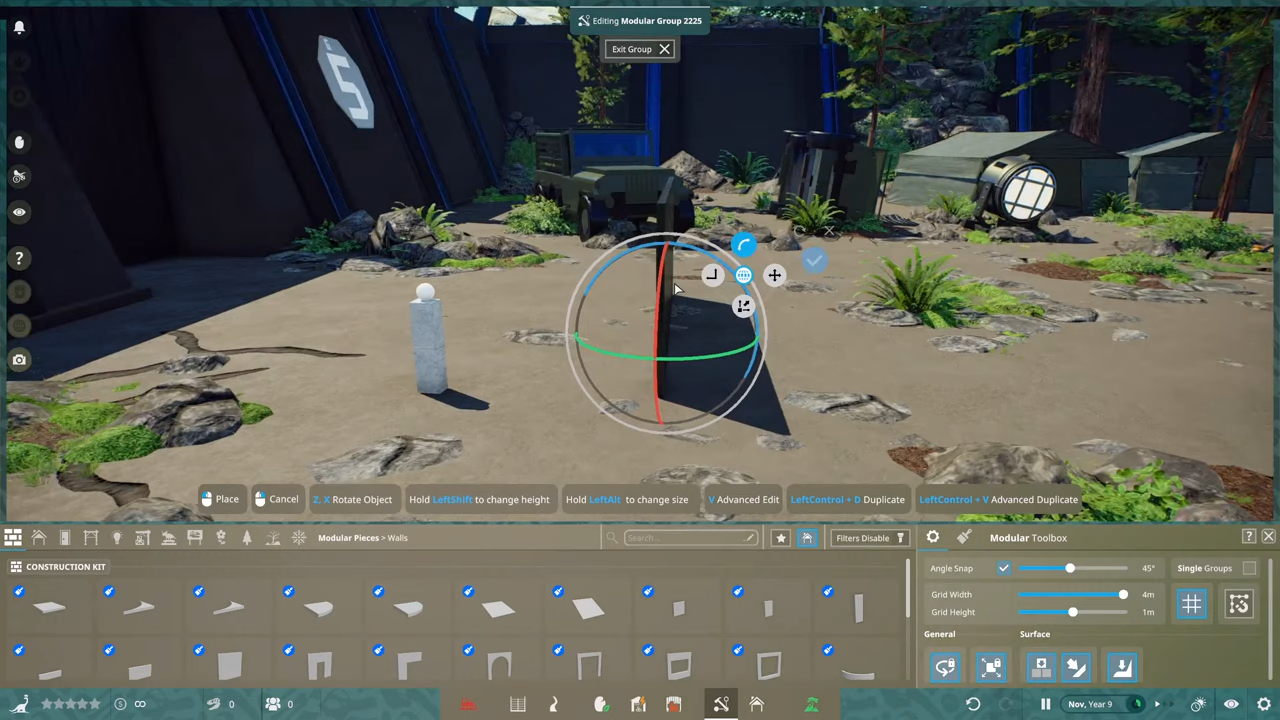 Editing Modular Group 2225
Exit Group
5
Place
Cancel
Z, X Rotate Object
Hold LeftShift to change height
Hold LeftAlt to change size
V Advanced Edit
LeftControl + D Duplicate
LeftControl + V Advanced Duplicate
Modular Pieces > Walls
Search...
Filters Disable
Modular Toolbox
?
CONSTRUCTION KIT
Angle Snap
45°
Single Groups
Grid Width
4m
Grid Height
1m
General
Surface
∞
0
0
Nov, Year 9